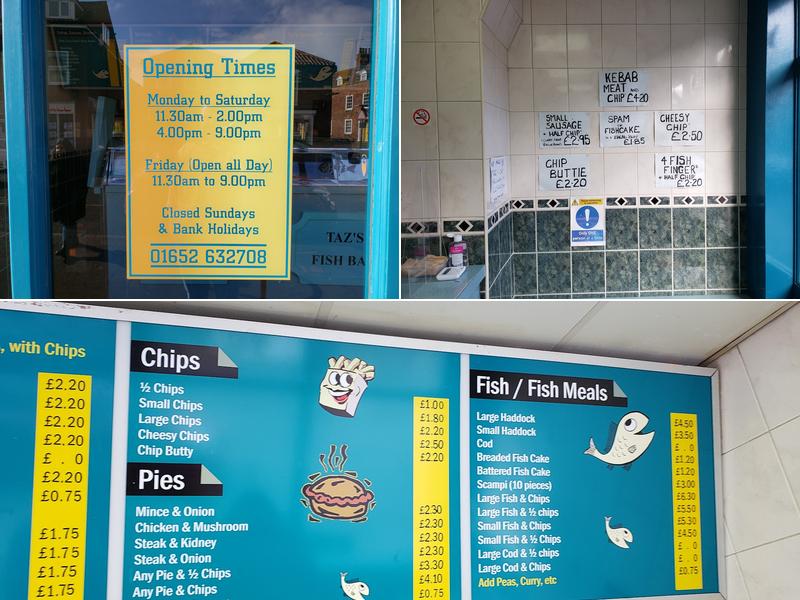 Opening Times
Monday to Saturday
11.30am - 2.00pm
4.00pm - 9.00pm
Friday (Open all Day)
11.30am to 9.00pm
Closed Sundays
& Bank Holidays
01652 632708
TAZ'S
FISH BA
KEBAB
MEAT AND
CHIP £4.20
SMALL
SAUSAGE
+ HALF CHIP
£2.95
SPAM
FISHCAKE
£1.85
CHEESY
CHIP
£2.50
CHIP
BUTTIE
£2.20
4 FISH
FINGER
+ HALF CHIP
£2.20
, with Chips
£2.20
£2.20
£2.20
£2.20
£ . 0
£2.20
£0.75
£1.75
£1.75
£1.75
£1.75
Chips
½ Chips £1.00
Small Chips £1.80
Large Chips £2.20
Cheesy Chips £2.50
Chip Butty £2.20
Pies
Mince & Onion £2.30
Chicken & Mushroom £2.30
Steak & Kidney £2.30
Steak & Onion £2.30
Any Pie & ½ Chips £3.30
Any Pie & Chips £4.10
£0.75
Fish / Fish Meals
Large Haddock £4.50
Small Haddock £3.50
Cod £ . 0
Breaded Fish Cake £1.20
Battered Fish Cake £1.20
Scampi (10 pieces) £3.00
Large Fish & Chips £6.30
Large Fish & ½ chips £5.50
Small Fish & Chips £5.30
Small Fish & ½ Chips £4.50
Large Cod & ½ chips £ . 0
Large Cod & Chips £ . 0
Add Peas, Curry, etc £0.75